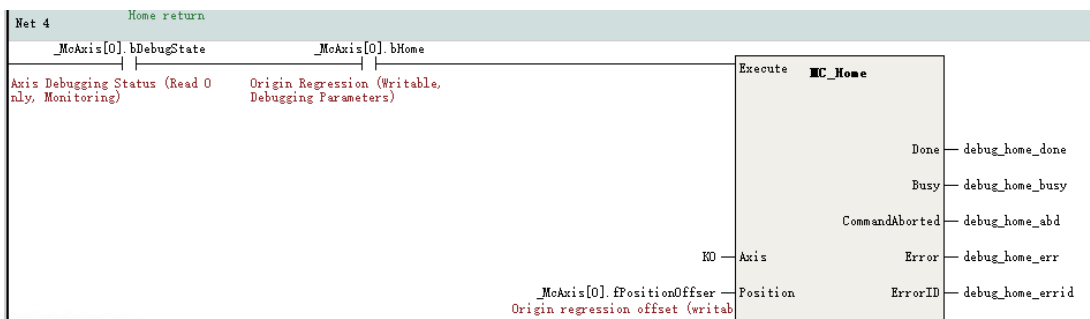 Home return
Net 4
_McAxis[0].bDebugState
_McAxis[0].bHome
Axis Debugging Status (Read O
nly, Monitoring)
Origin Regression (Writable,
Debugging Parameters)
Execute
MC_Home
Done
debug_home_done
Busy
debug_home_busy
CommandAborted
debug_home_abd
K0
Axis
Error
debug_home_err
_McAxis[0].fPositionOffser
Position
ErrorID
debug_home_errid
Origin regression offset (writab